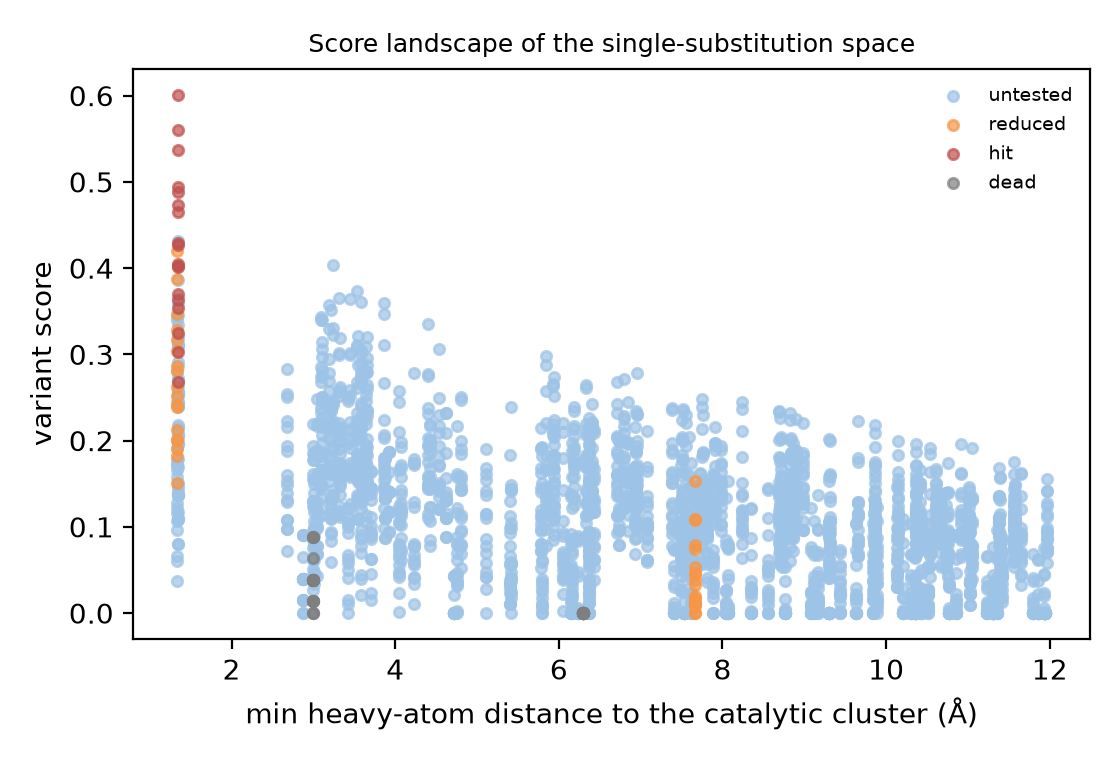 Score landscape of the single-substitution space
untested
reduced
hit
dead
variant score
0.6
0.5
0.4
0.3
0.2
0.1
0.0
2 4 6 8 10 12
min heavy-atom distance to the catalytic cluster (Å)